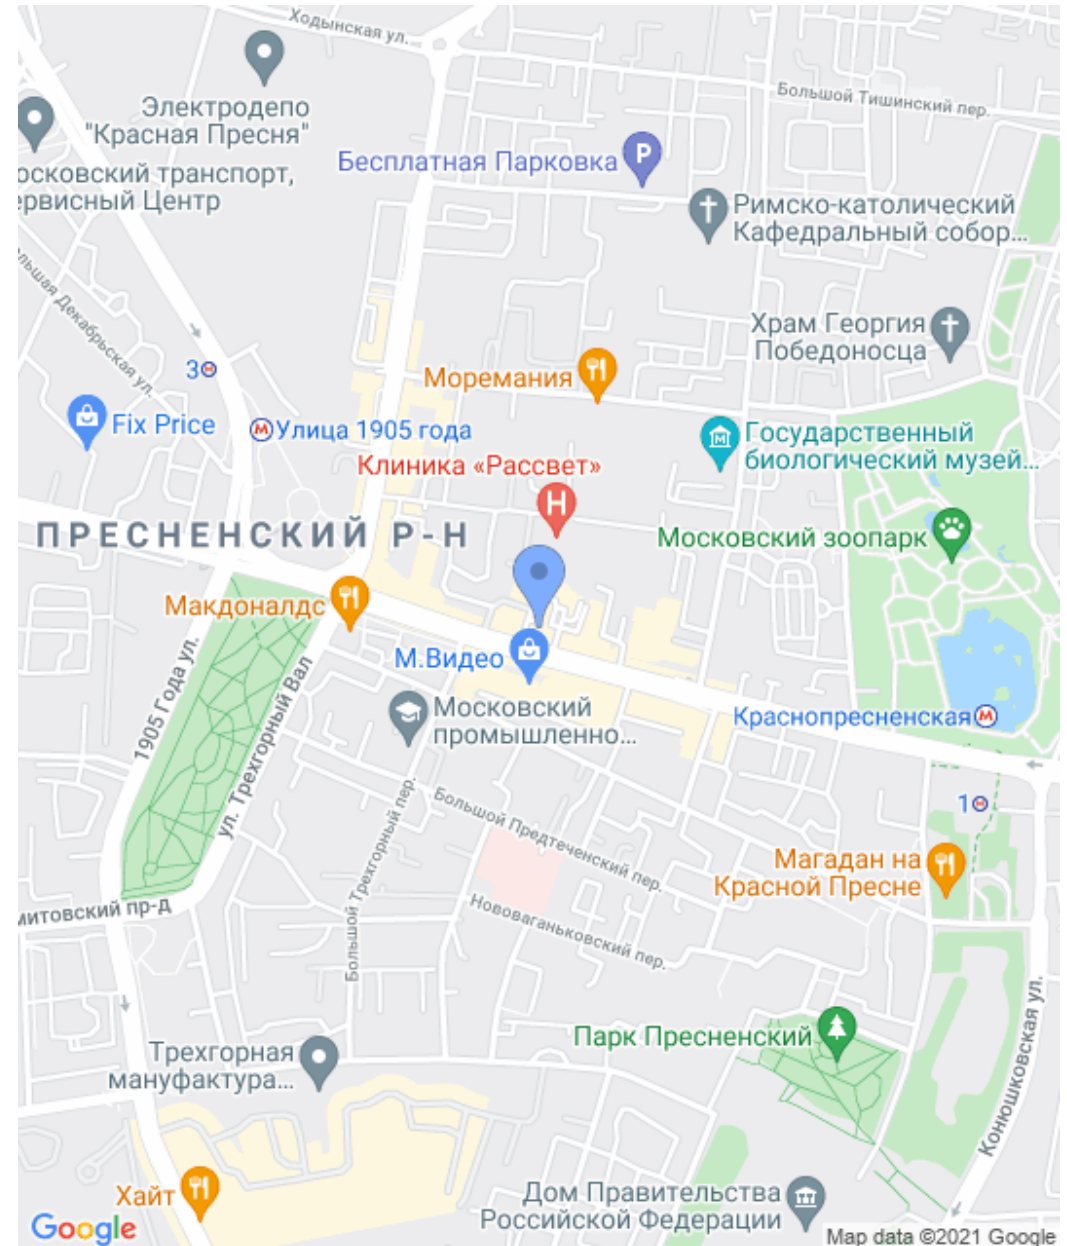 Ходынская ул.
Электродепо
"Красная Пресня"
Большой Тишинский пер.
Бесплатная Парковка
P
осковский транспорт,
ервисный Центр
Римско-католический
Кафедральный собор...
льшая Декабрьская ул.
Храм Георгия
Победоносца
3
Моремания
Fix Price
Улица 1905 года
Государственный
биологический музей...
Клиника «Рассвет»
H
ПРЕСНЕНСКИЙ Р-Н
Московский зоопарк
Макдоналдс
М.Видео
1905 Года ул.
ул. Трехгорный Вал
Московский
промышленно...
Краснопресненская
Большой Трехгорный пер.
Большой Предтеченский пер.
1
Магадан на
Красной Пресне
митовский пр-д
Нововаганьковский пер.
Парк Пресненский
Трехгорная
мануфактура...
Конюшковская ул.
Хайт
Дом Правительства
Российской Федерации
Google
Map data ©2021 Google